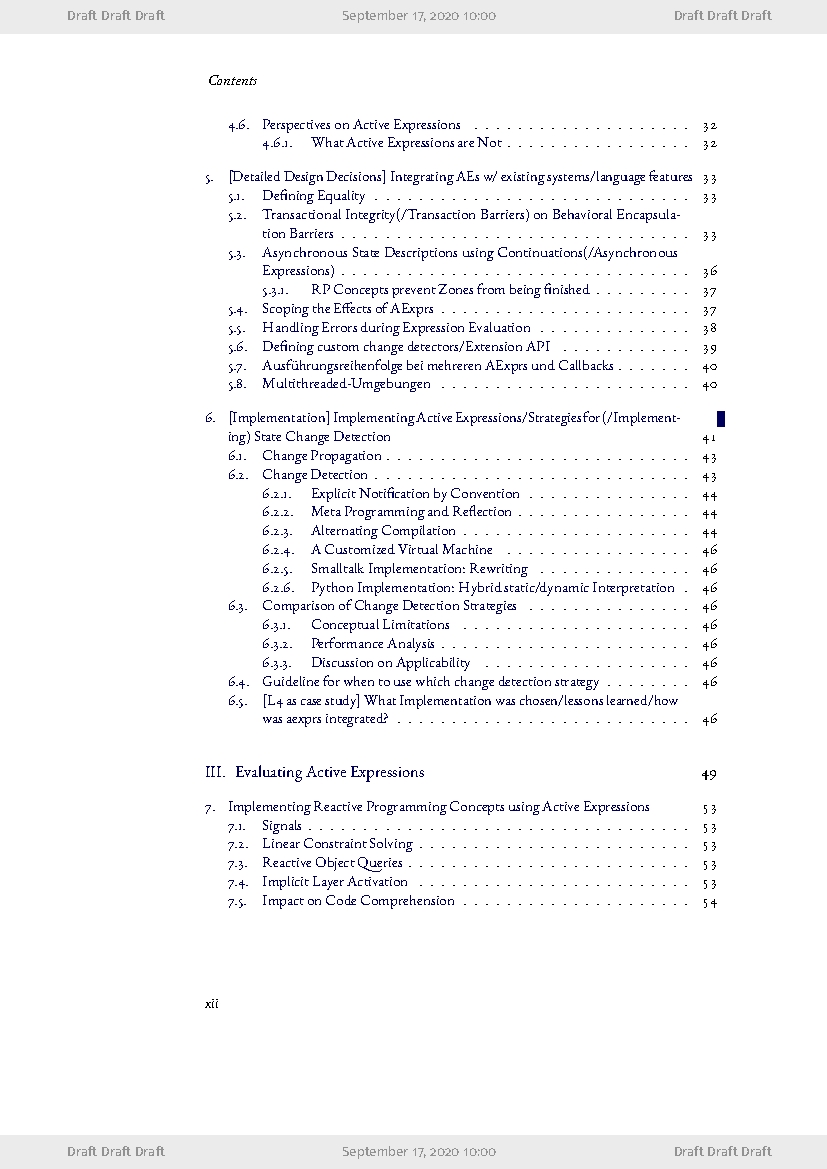 Draft Draft Draft September 17, 2020 10:00 Draft Draft Draft
Contents
4.6. Perspectives on Active Expressions . . . . . . . . . . . . . . . . . . . . 32
4.6.1. What Active Expressions are Not . . . . . . . . . . . . . . . . . 32
5. [Detailed Design Decisions] Integrating AEs w/ existing systems/language features 33
5.1. Defining Equality . . . . . . . . . . . . . . . . . . . . . . . . . . . . 33
5.2. Transactional Integrity(/Transaction Barriers) on Behavioral Encapsula-
tion Barriers . . . . . . . . . . . . . . . . . . . . . . . . . . . . . . 33
5.3. Asynchronous State Descriptions using Continuations(/Asynchronous
Expressions) . . . . . . . . . . . . . . . . . . . . . . . . . . . . . . 36
5.3.1. RP Concepts prevent Zones from being finished . . . . . . . . . 37
5.4. Scoping the Effects of AExprs . . . . . . . . . . . . . . . . . . . . . 37
5.5. Handling Errors during Expression Evaluation . . . . . . . . . . . . . 38
5.6. Defining custom change detectors/Extension API . . . . . . . . . . . 39
5.7. Ausführungsreihenfolge bei mehreren AExprs und Callbacks . . . . . . 40
5.8. Multithreaded-Umgebungen . . . . . . . . . . . . . . . . . . . . . 40
6. [Implementation] Implementing Active Expressions/Strategies for (/Implement-
ing) State Change Detection 41
6.1. Change Propagation . . . . . . . . . . . . . . . . . . . . . . . . . . 43
6.2. Change Detection . . . . . . . . . . . . . . . . . . . . . . . . . . . 43
6.2.1. Explicit Notification by Convention . . . . . . . . . . . . . . 44
6.2.2. Meta Programming and Reflection . . . . . . . . . . . . . . . 44
6.2.3. Alternating Compilation . . . . . . . . . . . . . . . . . . . . 44
6.2.4. A Customized Virtual Machine . . . . . . . . . . . . . . . . 46
6.2.5. Smalltalk Implementation: Rewriting . . . . . . . . . . . . . 46
6.2.6. Python Implementation: Hybrid static/dynamic Interpretation . 46
6.3. Comparison of Change Detection Strategies . . . . . . . . . . . . . . 46
6.3.1. Conceptual Limitations . . . . . . . . . . . . . . . . . . . . 46
6.3.2. Performance Analysis . . . . . . . . . . . . . . . . . . . . . 46
6.3.3. Discussion on Applicability . . . . . . . . . . . . . . . . . . 46
6.4. Guideline for when to use which change detection strategy . . . . . . . 46
6.5. [L4 as case study] What Implementation was chosen/lessons learned/how
was aexprs integrated? . . . . . . . . . . . . . . . . . . . . . . . . . 46
III. Evaluating Active Expressions 49
7. Implementing Reactive Programming Concepts using Active Expressions 53
7.1. Signals . . . . . . . . . . . . . . . . . . . . . . . . . . . . . . . . 53
7.2. Linear Constraint Solving . . . . . . . . . . . . . . . . . . . . . . . 53
7.3. Reactive Object Queries . . . . . . . . . . . . . . . . . . . . . . . . 53
7.4. Implicit Layer Activation . . . . . . . . . . . . . . . . . . . . . . . 53
7.5. Impact on Code Comprehension . . . . . . . . . . . . . . . . . . . 54
xii
Draft Draft Draft September 17, 2020 10:00 Draft Draft Draft